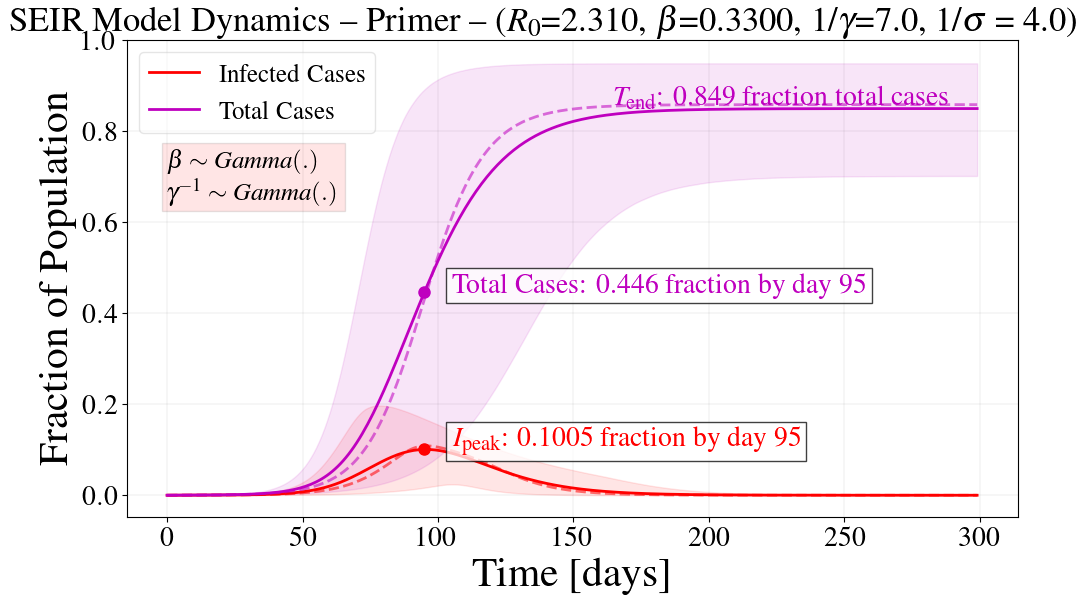 SEIR Model Dynamics – Primer – (R₀=2.310, β=0.3300, 1/γ=7.0, 1/σ = 4.0)
1.0
0.8
0.6
0.4
0.2
0.0
Fraction of Population
Infected Cases
Total Cases
β ∼ Gamma(.)
γ⁻¹ ∼ Gamma(.)
T_end: 0.849 fraction total cases
Total Cases: 0.446 fraction by day 95
I_peak: 0.1005 fraction by day 95
0 50 100 150 200 250 300
Time [days]